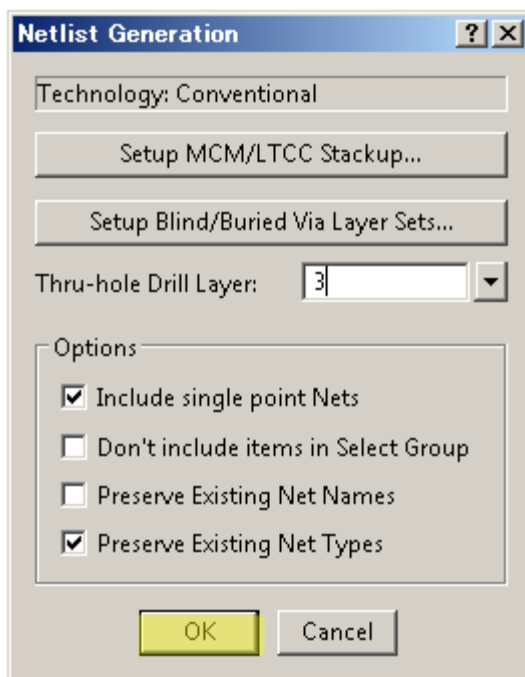 Netlist Generation
Technology: Conventional
Setup MCM/LTCC Stackup...
Setup Blind/Buried Via Layer Sets...
Thru-hole Drill Layer: 3
Options
Include single point Nets
Don't include items in Select Group
Preserve Existing Net Names
Preserve Existing Net Types
OK Cancel